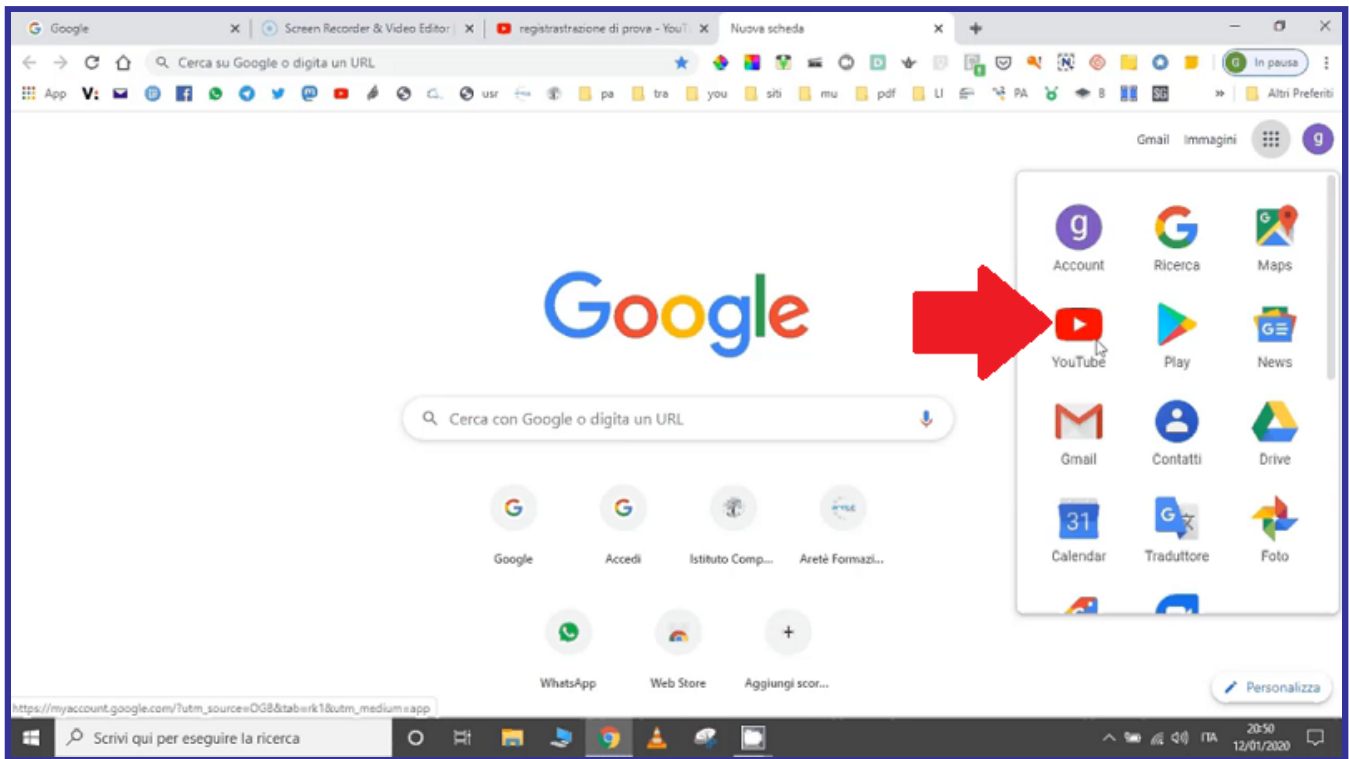 Google
Screen Recorder & Video Editor
registrastrazione di prova - YouT
Nuova scheda
Cerca su Google o digita un URL
In pausa
App usr pa tra you siti mu pdf LI PA B SG » Altri Preferiti
Gmail Immagini g
g
Account Ricerca Maps
Google
YouTube Play News
Cerca con Google o digita un URL
Gmail Contatti Drive
31
Calendar Traduttore Foto
Google Accedi Istituto Comp... Aretè Formazi...
WhatsApp Web Store Aggiungi scor...
Personalizza
https://myaccount.google.com/?utm_source=OGB&tab=rk1&utm_medium=app
Scrivi qui per eseguire la ricerca
ITA
20:50
12/01/2020